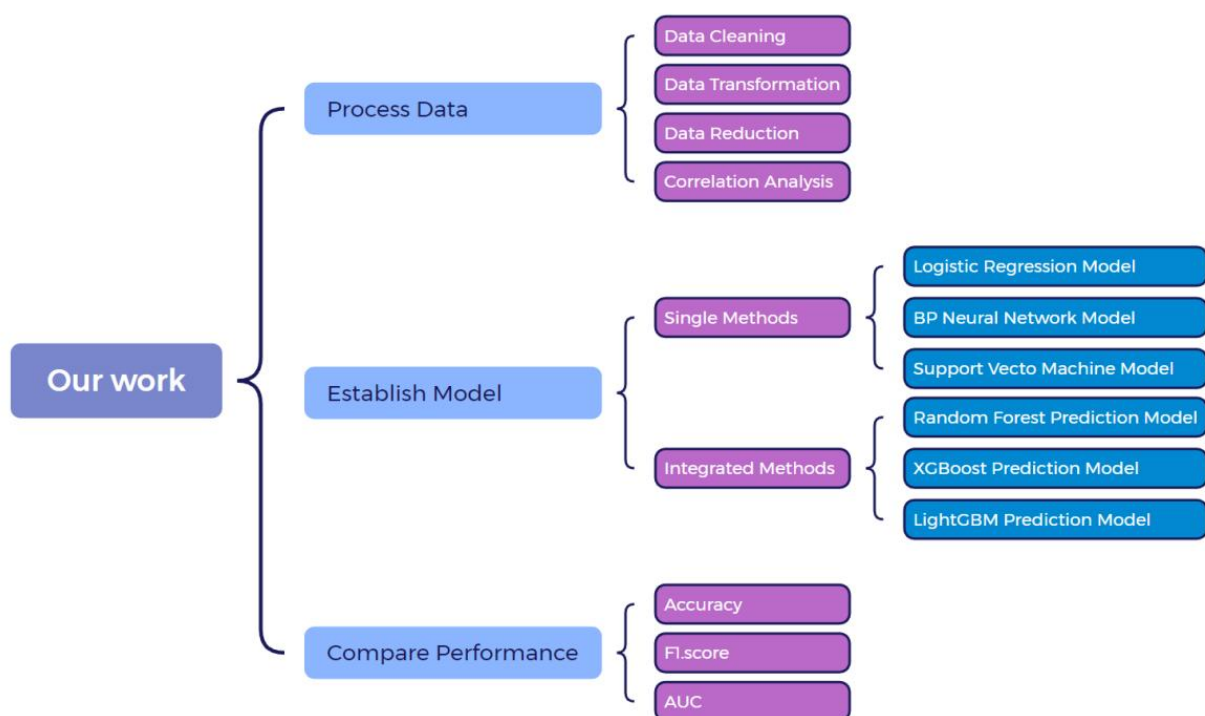 Our work
Process Data
Data Cleaning
Data Transformation
Data Reduction
Correlation Analysis
Establish Model
Single Methods
Logistic Regression Model
BP Neural Network Model
Support Vecto Machine Model
Integrated Methods
Random Forest Prediction Model
XGBoost Prediction Model
LightGBM Prediction Model
Compare Performance
Accuracy
F1.score
AUC